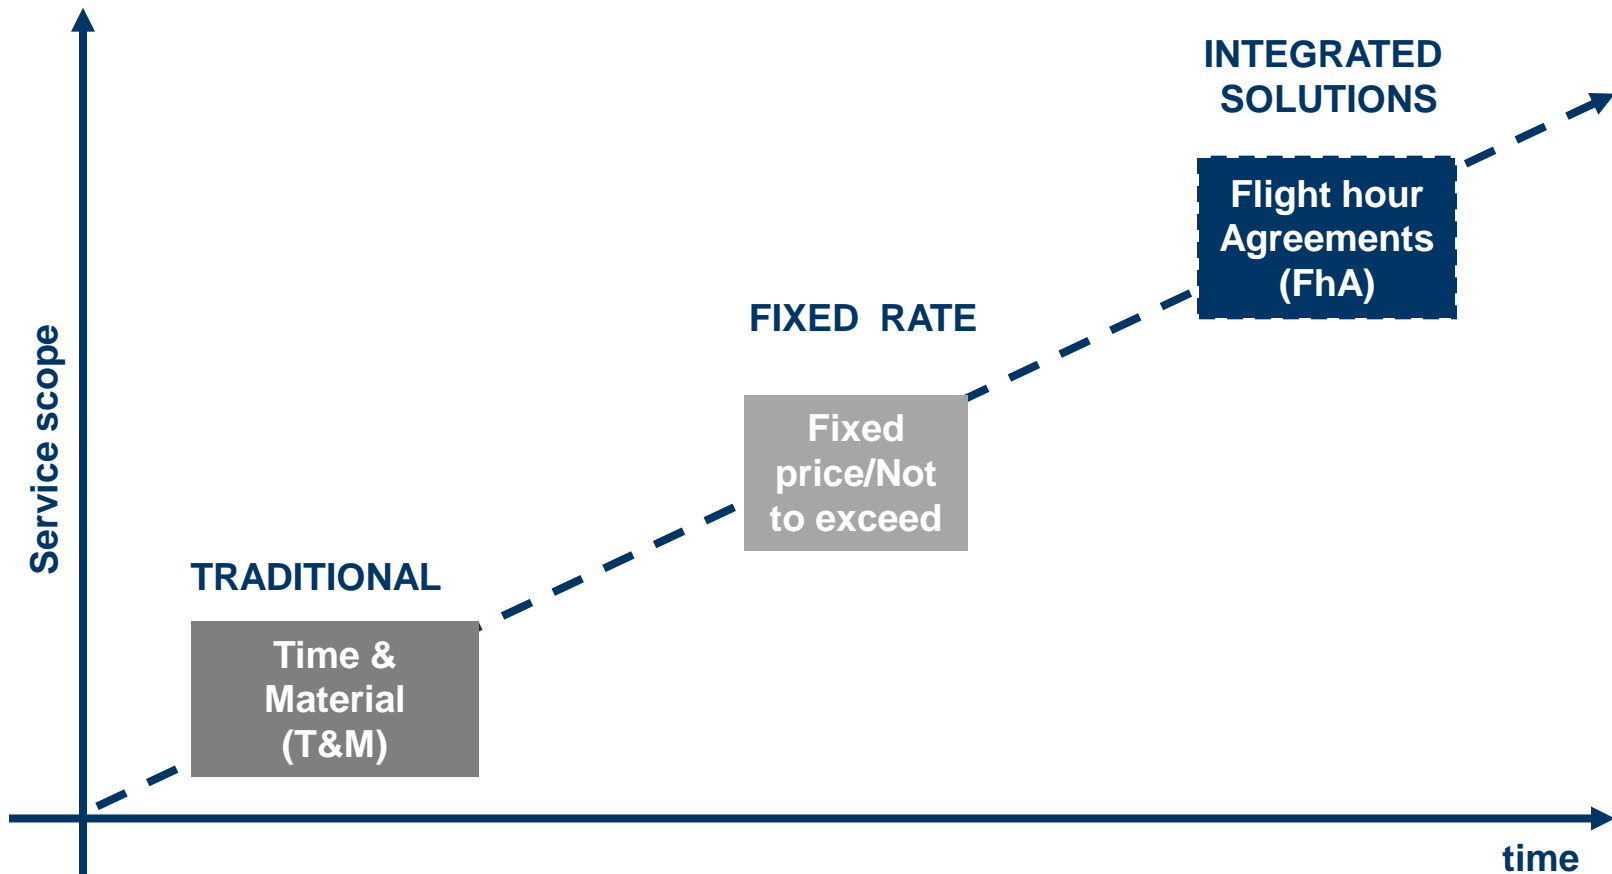 INTEGRATED
SOLUTIONS
Flight hour
Agreements
(FhA)
FIXED RATE
Fixed
price/Not
to exceed
Service scope
TRADITIONAL
Time &
Material
(T&M)
time